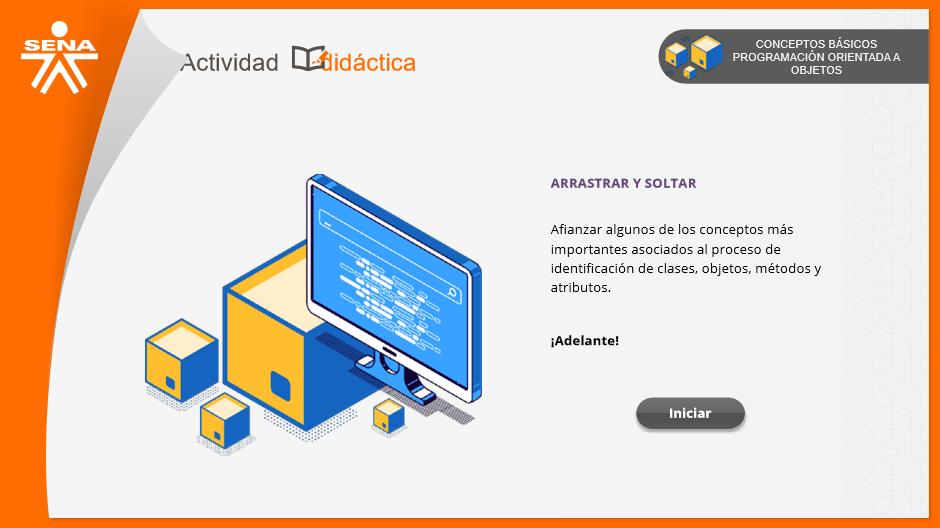 SENA
Actividad didáctica
CONCEPTOS BÁSICOS
PROGRAMACIÓN ORIENTADA A
OBJETOS
ARRASTRAR Y SOLTAR
Afianzar algunos de los conceptos más
importantes asociados al proceso de
identificación de clases, objetos, métodos y
atributos.
¡Adelante!
Iniciar